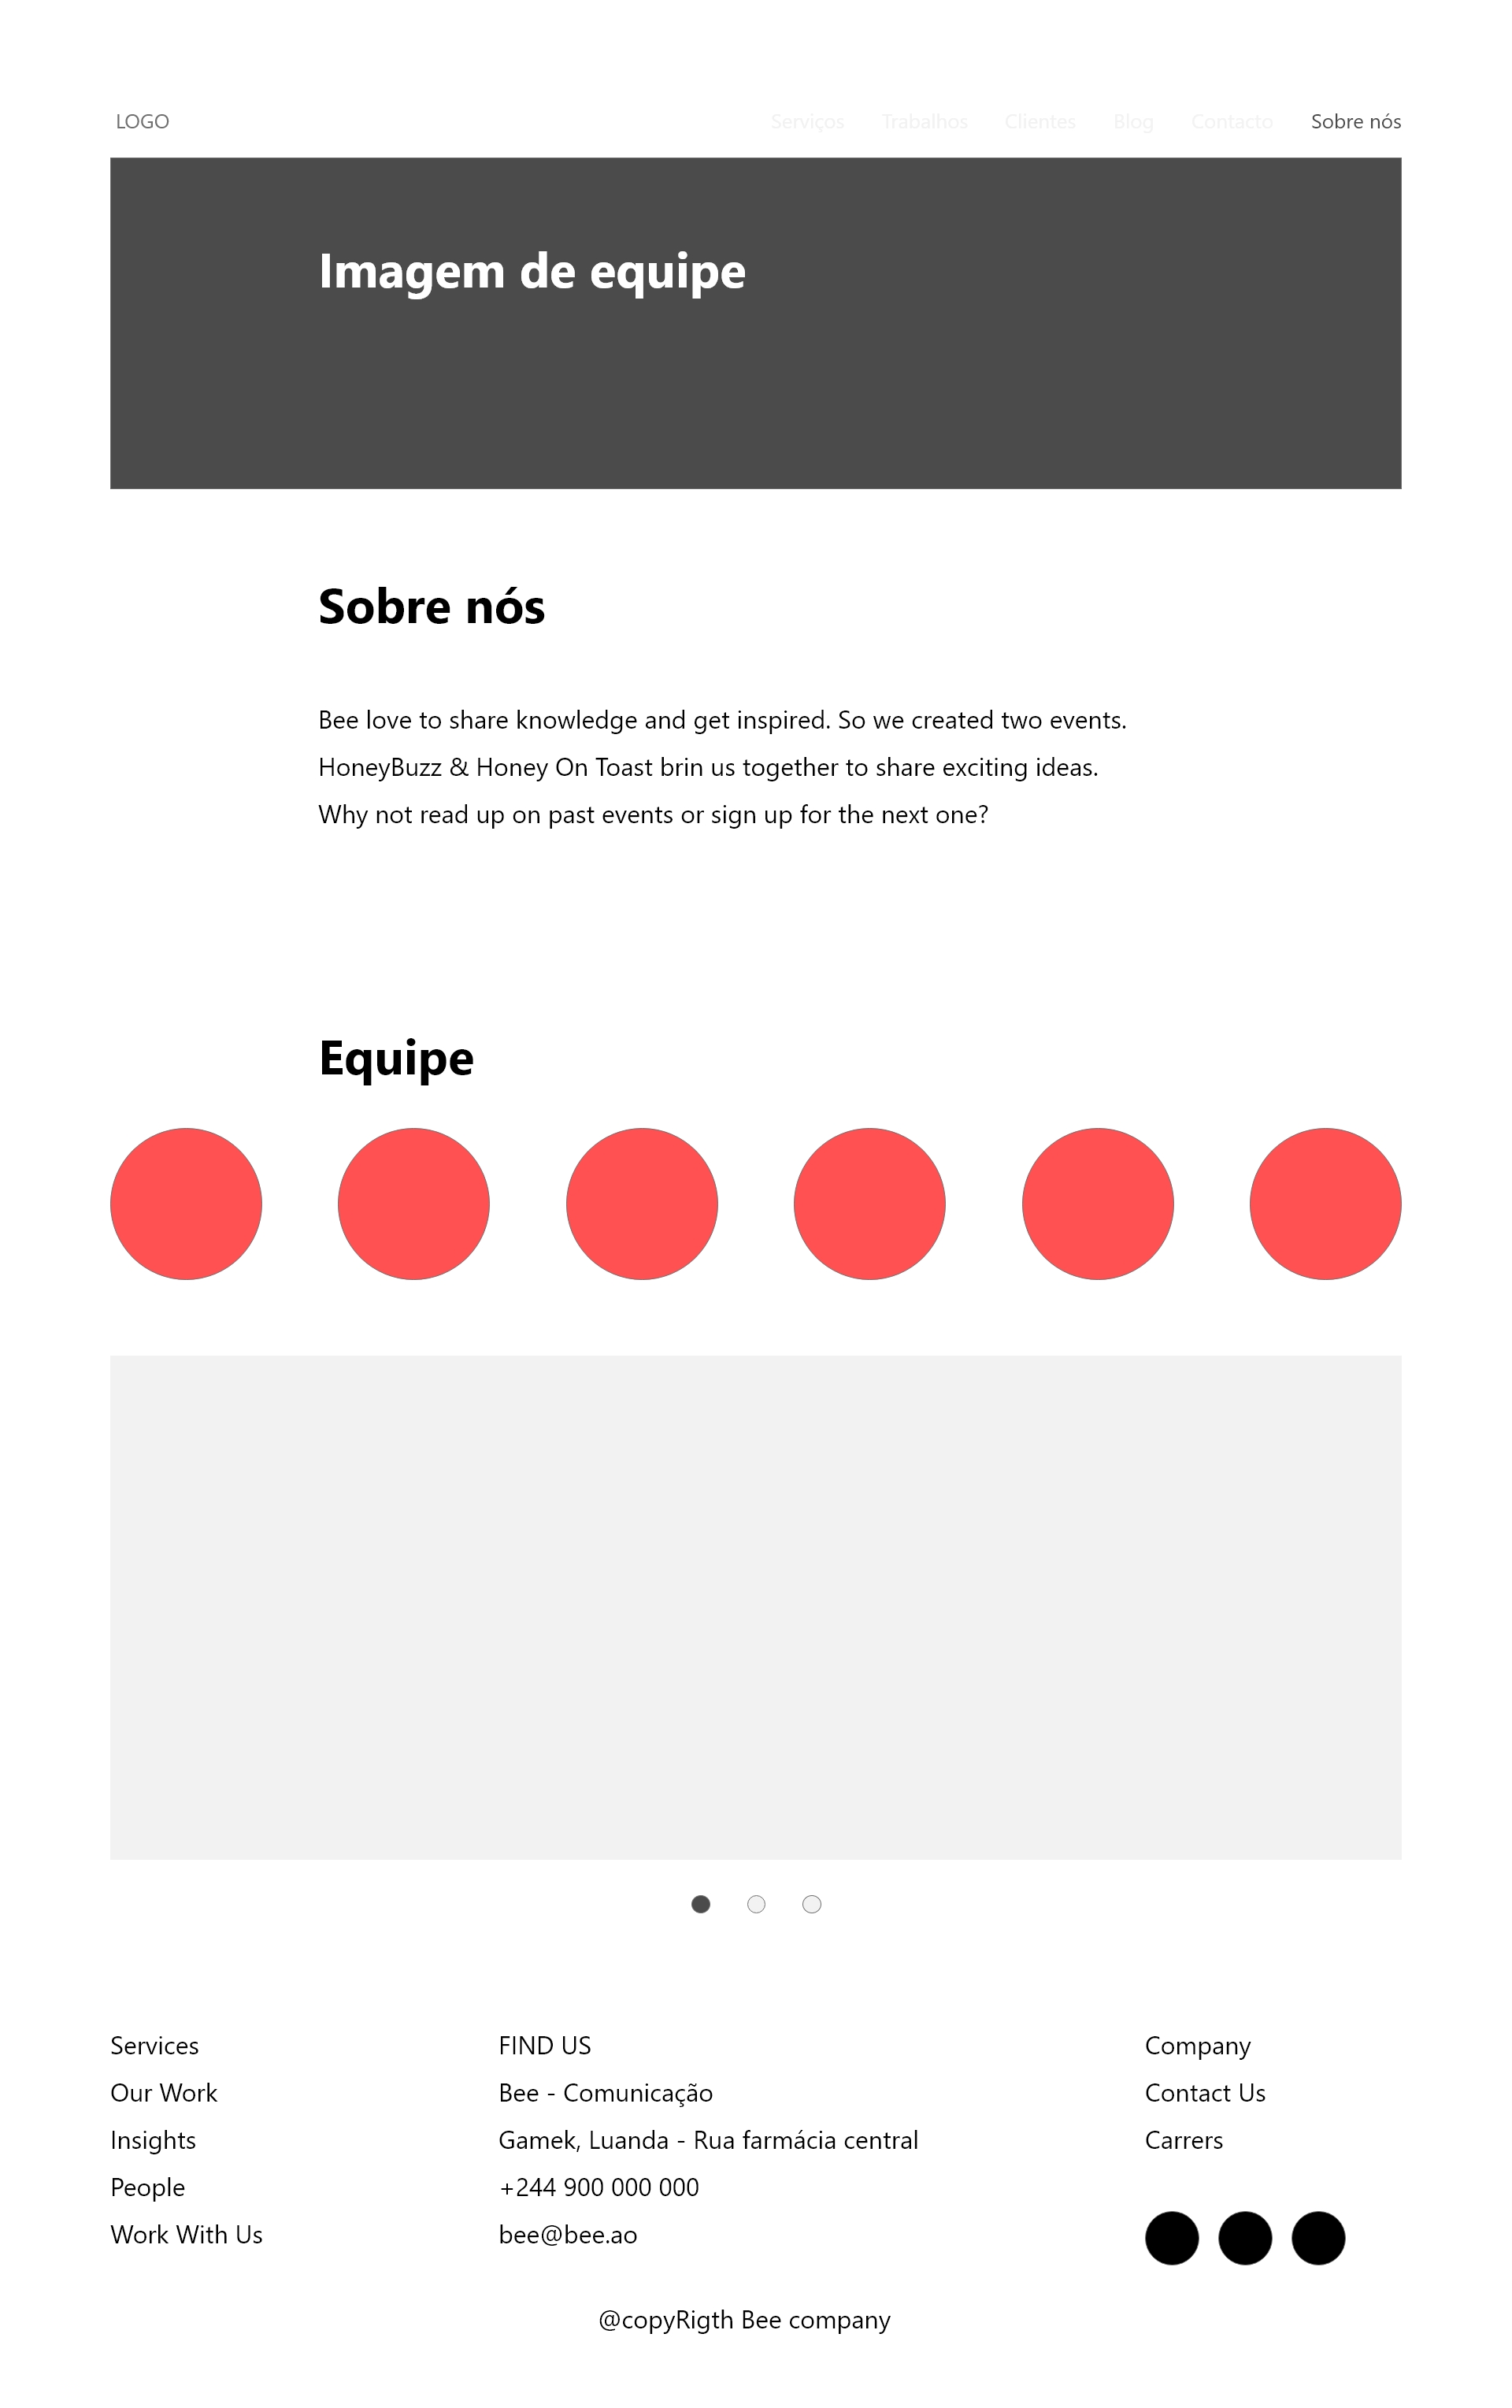 LOGO
Serviços Trabalhos Clientes Blog Contacto Sobre nós
Imagem de equipe
Sobre nós
Bee love to share knowledge and get inspired. So we created two events.
HoneyBuzz & Honey On Toast brin us together to share exciting ideas.
Why not read up on past events or sign up for the next one?
Equipe
Services
Our Work
Insights
People
Work With Us
FIND US
Bee - Comunicação
Gamek, Luanda - Rua farmácia central
+244 900 000 000
bee@bee.ao
Company
Contact Us
Carrers
@copyRigth Bee company